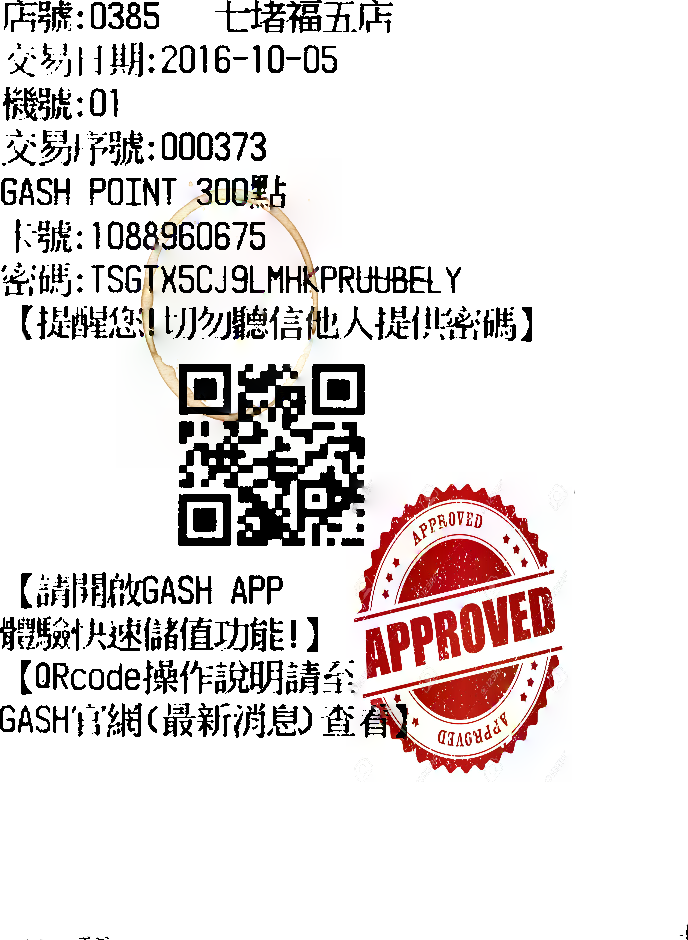 店號:0385 七堵福五店
交易日期:2016-10-05
機號:01
交易序號:000373
GASH POINT 300點
卡號:1088960675
密碼:TSGTX5CJ9LMHKPRUUBELY
【提醒您!切勿聽信他人提供密碼】
APPROVED
APPROVED
APPROVED
【請開啟GASH APP
體驗快速儲值功能!】
【QRcode操作說明請至
GASH官網(最新消息)查看】